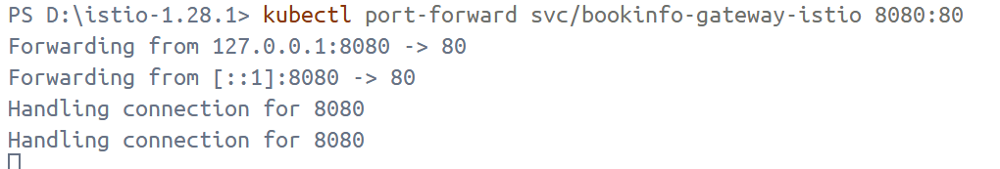 PS D:\istio-1.28.1> kubectl port-forward svc/bookinfo-gateway-istio 8080:80
Forwarding from 127.0.0.1:8080 -> 80
Forwarding from [::1]:8080 -> 80
Handling connection for 8080
Handling connection for 8080